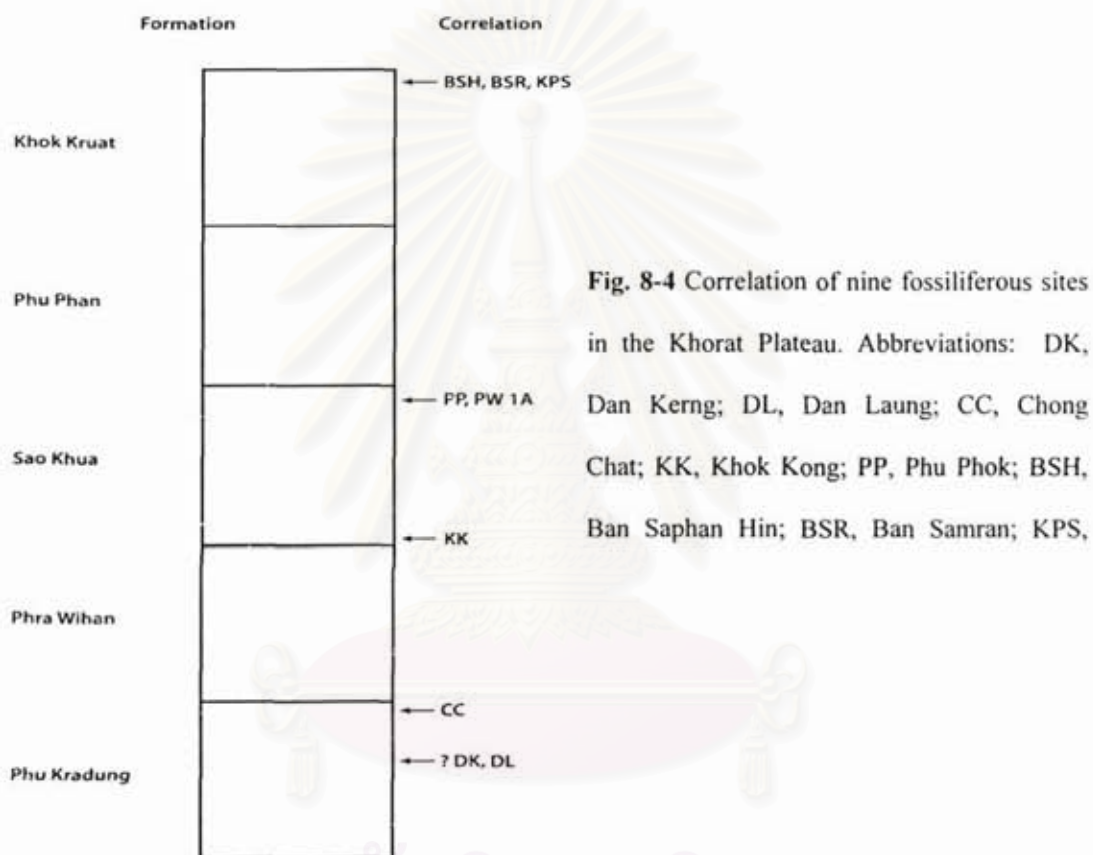 Formation Correlation
BSH, BSR, KPS
Khok Kruat
Phu Phan
PP, PW 1A
Sao Khua
KK
Phra Wihan
CC
? DK, DL
Phu Kradung
Fig. 8-4 Correlation of nine fossiliferous sites
in the Khorat Plateau. Abbreviations: DK,
Dan Kerng; DL, Dan Laung; CC, Chong
Chat; KK, Khok Kong; PP, Phu Phok; BSH,
Ban Saphan Hin; BSR, Ban Samran; KPS,